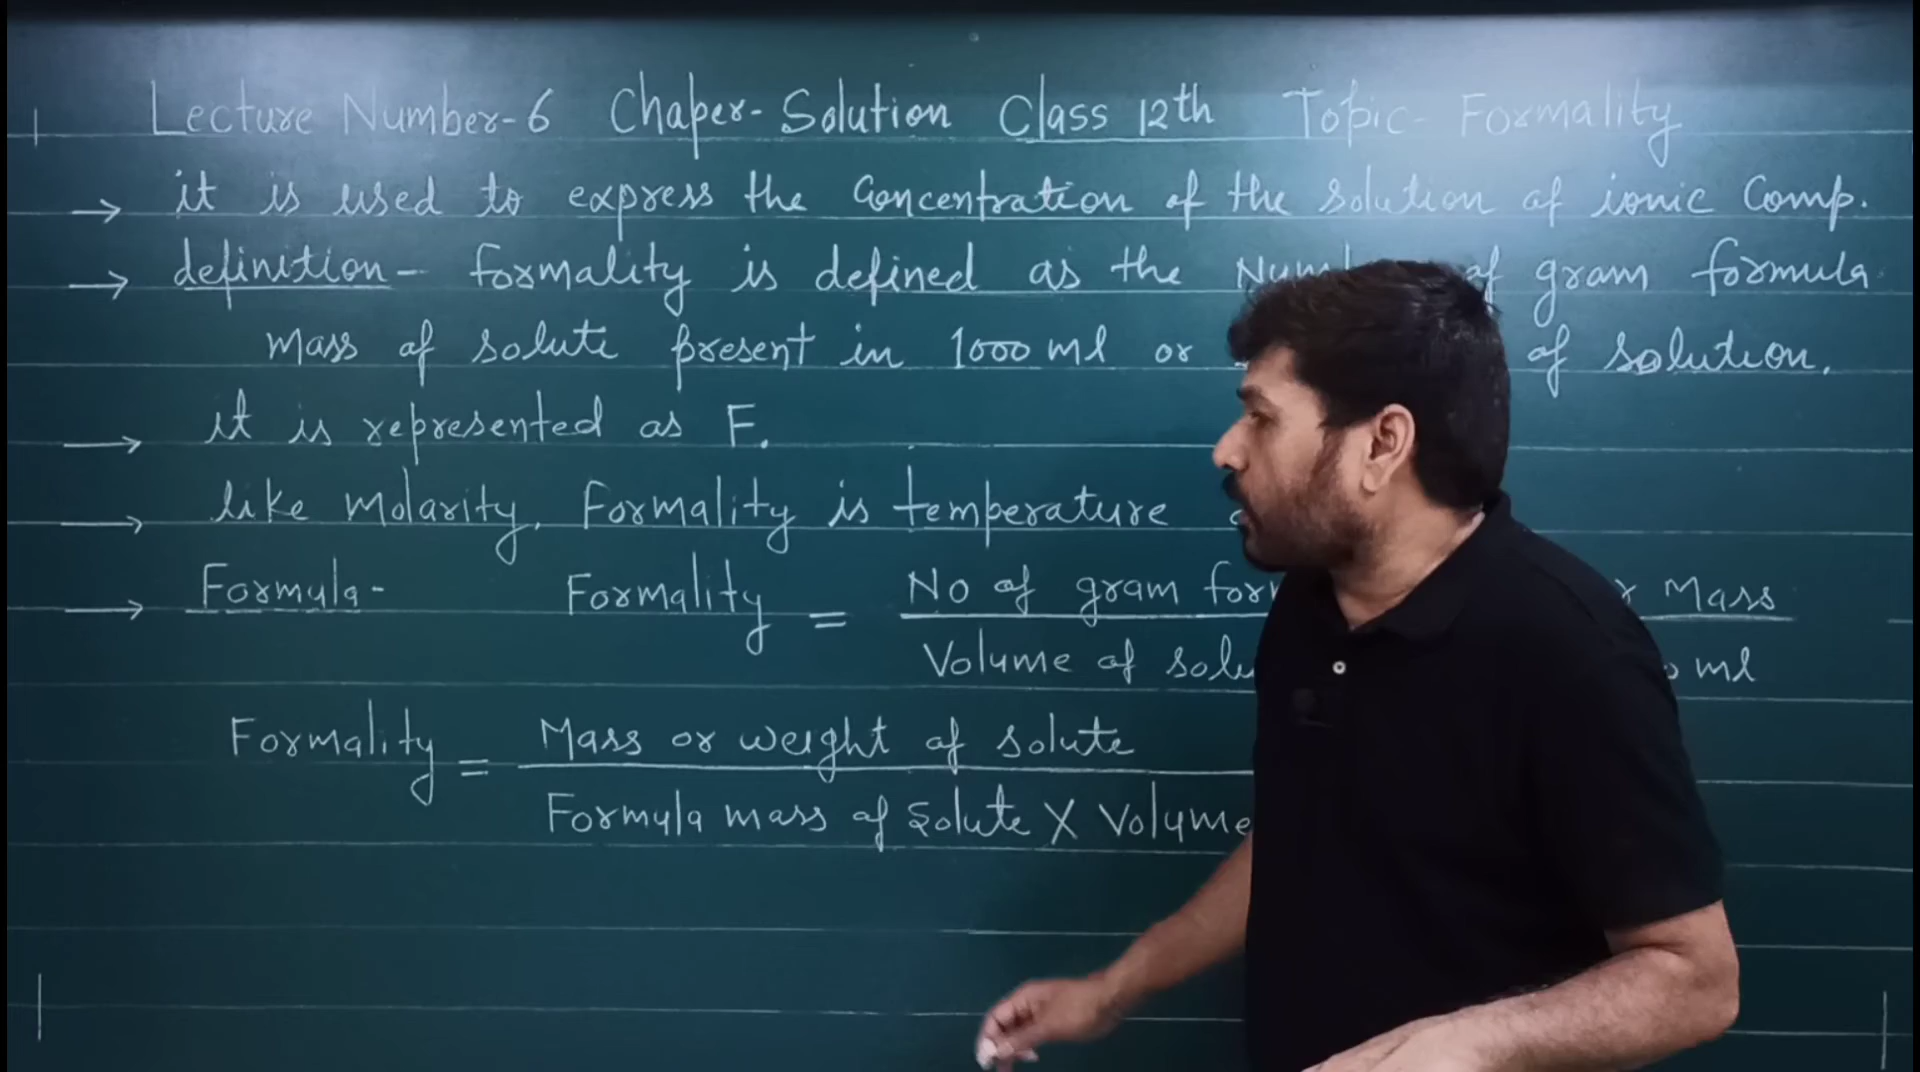 Lecture Number-6 Chaper-Solution Class 12th Topic- Formality
→ it is used to express the Concentration of the solution of ionic Comp.
→ definition- formality is defined as the of gram formula
mass of solute present in 1000 ml or of solution.
→ it is represented as F.
→ like Molarity, Formality is temperature
→ Formula- Formality = No of gram Mass
Volume of ml
Formality = Mass or weight of solute
Formula mass of Solute X Volume